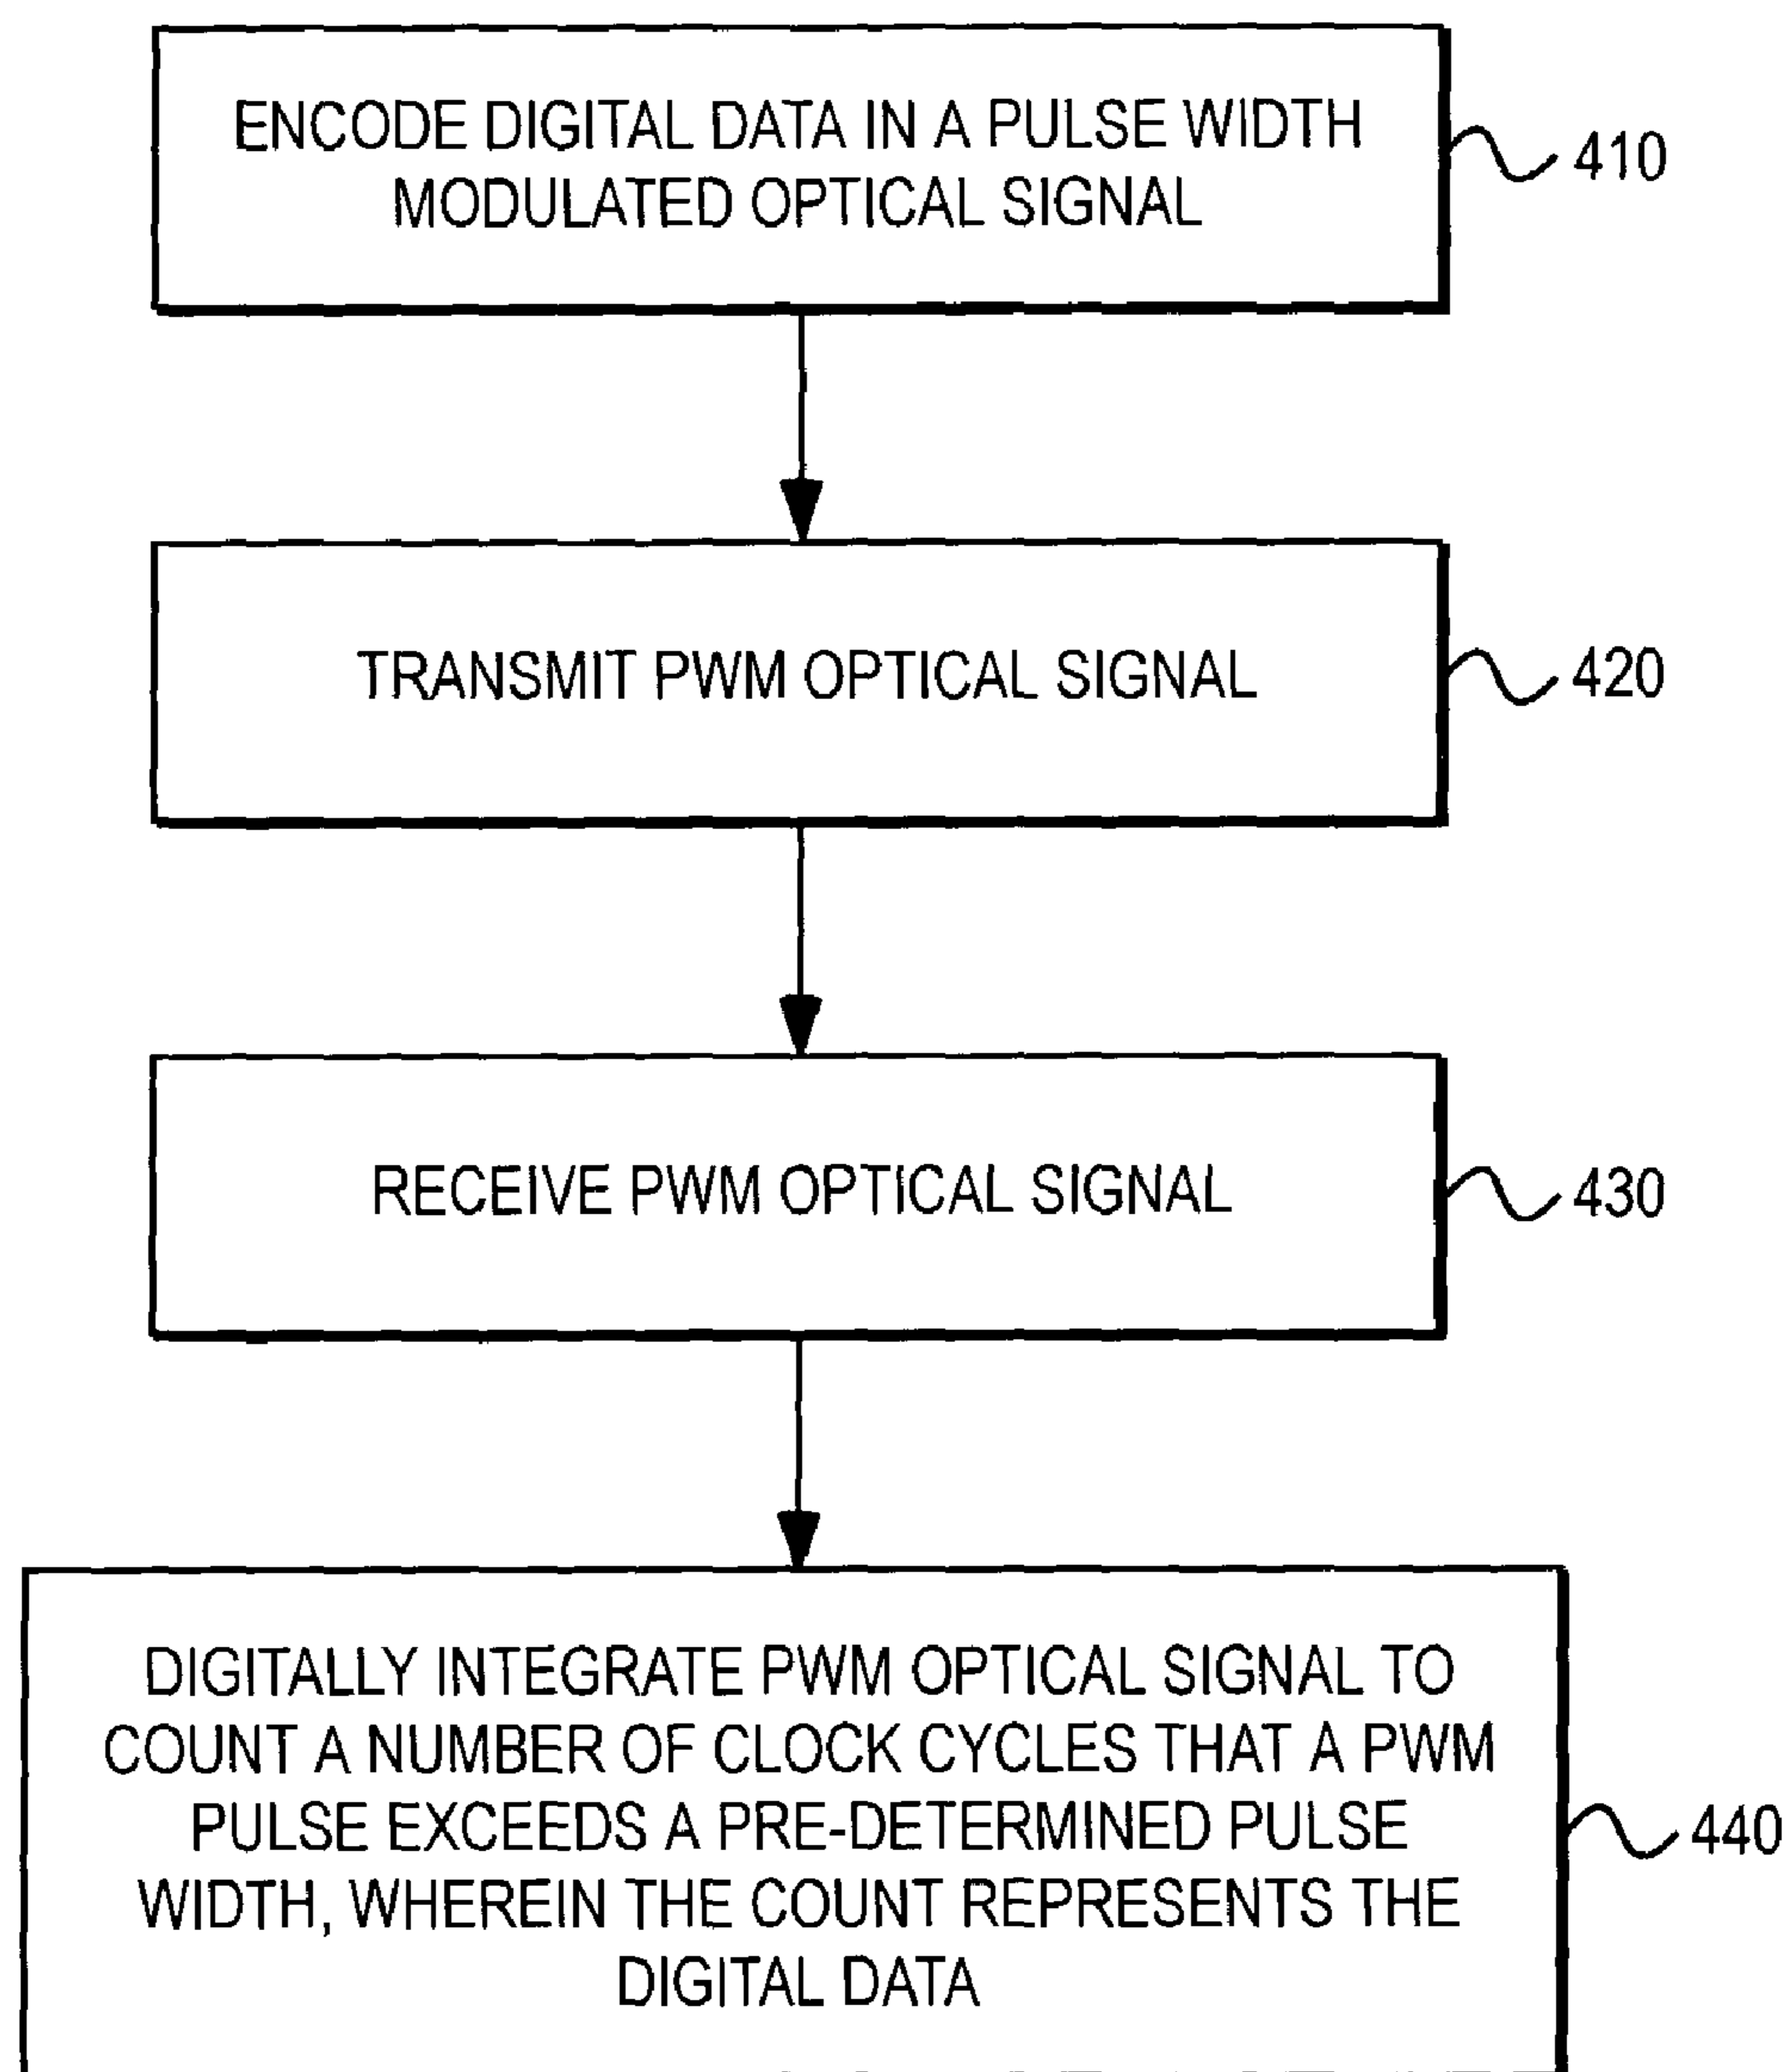 ENCODE DIGITAL DATA IN A PULSE WIDTH
MODULATED OPTICAL SIGNAL
410
TRANSMIT PWM OPTICAL SIGNAL
420
RECEIVE PWM OPTICAL SIGNAL
430
DIGITALLY INTEGRATE PWM OPTICAL SIGNAL TO
COUNT A NUMBER OF CLOCK CYCLES THAT A PWM
PULSE EXCEEDS A PRE-DETERMINED PULSE
WIDTH, WHEREIN THE COUNT REPRESENTS THE
DIGITAL DATA
440